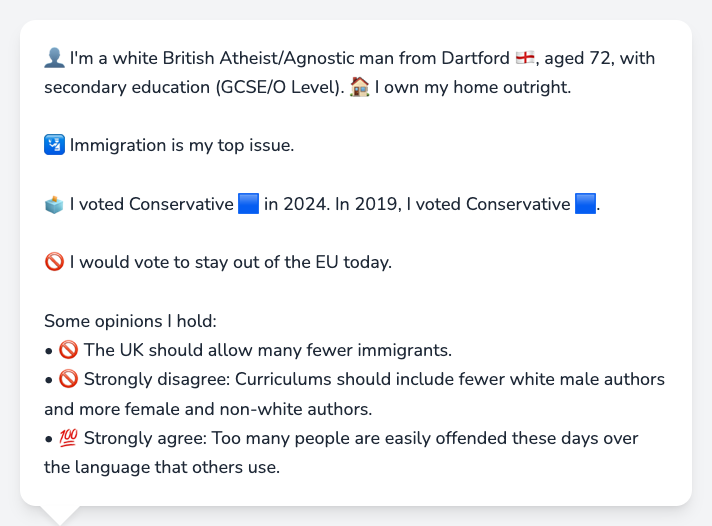 👤 I'm a white British Atheist/Agnostic man from Dartford 🏴󠁧󠁢󠁥󠁮󠁧󠁿, aged 72, with
secondary education (GCSE/O Level). 🏠 I own my home outright.
🛂 Immigration is my top issue.
🗳️ I voted Conservative 🟦 in 2024. In 2019, I voted Conservative 🟦.
🚫 I would vote to stay out of the EU today.
Some opinions I hold:
• 🚫 The UK should allow many fewer immigrants.
• 🚫 Strongly disagree: Curriculums should include fewer white male authors
and more female and non-white authors.
• 💯 Strongly agree: Too many people are easily offended these days over
the language that others use.